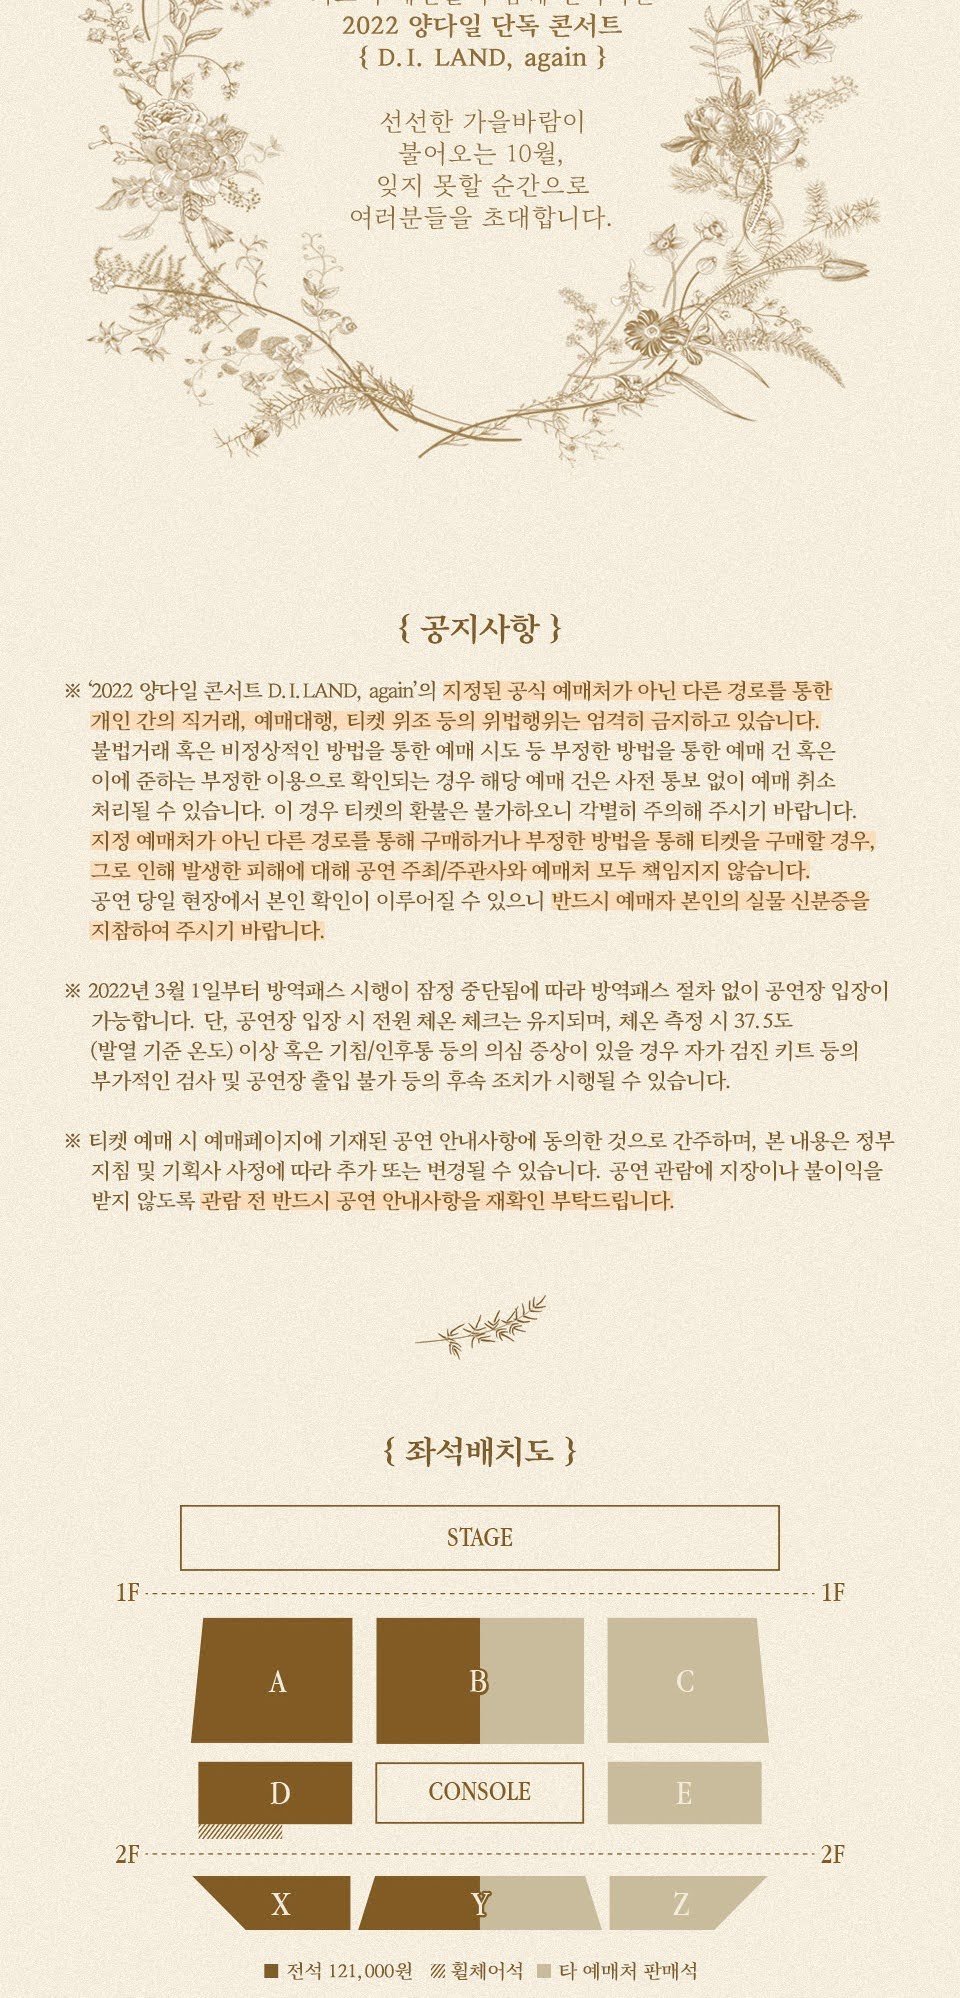 2022 양다일 단독 콘서트
{ D.I. LAND, again }
선선한 가을바람이
불어오는 10월,
잊지 못할 순간으로
여러분들을 초대합니다.
{ 공지사항 }
※ ‘2022 양다일 콘서트 D.I.LAND, again’의 지정된 공식 예매처가 아닌 다른 경로를 통한
개인 간의 직거래, 예매대행, 티켓 위조 등의 위법행위는 엄격히 금지하고 있습니다.
불법거래 혹은 비정상적인 방법을 통한 예매 시도 등 부정한 방법을 통한 예매 건 혹은
이에 준하는 부정한 이용으로 확인되는 경우 해당 예매 건은 사전 통보 없이 예매 취소
처리될 수 있습니다. 이 경우 티켓의 환불은 불가하오니 각별히 주의해 주시기 바랍니다.
지정 예매처가 아닌 다른 경로를 통해 구매하거나 부정한 방법을 통해 티켓을 구매할 경우,
그로 인해 발생한 피해에 대해 공연 주최/주관사와 예매처 모두 책임지지 않습니다.
공연 당일 현장에서 본인 확인이 이루어질 수 있으니 반드시 예매자 본인의 실물 신분증을
지참하여 주시기 바랍니다.
※ 2022년 3월 1일부터 방역패스 시행이 잠정 중단됨에 따라 방역패스 절차 없이 공연장 입장이
가능합니다. 단, 공연장 입장 시 전원 체온 체크는 유지되며, 체온 측정 시 37.5도
(발열 기준 온도) 이상 혹은 기침/인후통 등의 의심 증상이 있을 경우 자가 검진 키트 등의
부가적인 검사 및 공연장 출입 불가 등의 후속 조치가 시행될 수 있습니다.
※ 티켓 예매 시 예매페이지에 기재된 공연 안내사항에 동의한 것으로 간주하며, 본 내용은 정부
지침 및 기획사 사정에 따라 추가 또는 변경될 수 있습니다. 공연 관람에 지장이나 불이익을
받지 않도록 관람 전 반드시 공연 안내사항을 재확인 부탁드립니다.
{ 좌석배치도 }
STAGE
1F 1F
A B C
D CONSOLE E
2F 2F
X Y Z
전석 121,000원 휠체어석 타 예매처 판매석